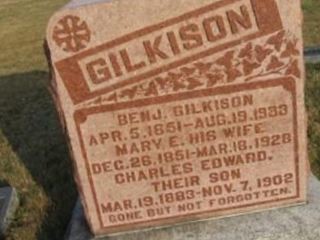 GILKISON
BENJ. GILKISON
APR. 5, 1851-AUG. 19, 1933
MARY E. HIS WIFE
DEC. 26, 1851-MAR. 18, 1928
CHARLES EDWARD,
THEIR SON
MAR. 19, 1883-NOV. 7, 1902
GONE BUT NOT FORGOTTEN.